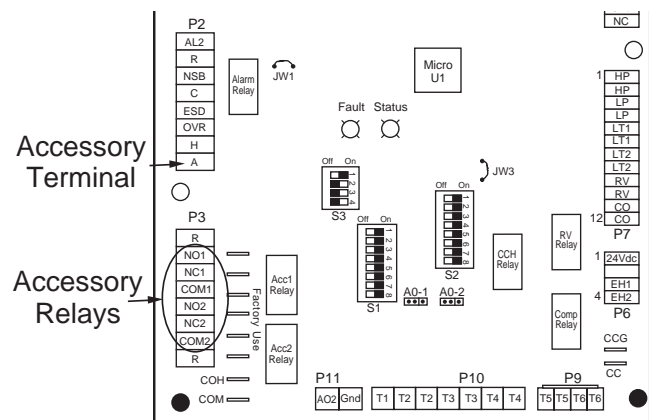 P2
AL2
R
NSB
C
ESD
OVR
H
A
Alarm
Relay
JW1
Accessory
Terminal
Micro
U1
Fault Status
Off On
1
2
3
4
S3
JW3
Off On
1
2
3
4
5
6
7
8
S1
Off On
1
2
3
4
5
6
7
8
S2
A0-1 A0-2
CCH
Relay
RV
Relay
Comp
Relay
NC
1 HP
HP
LP
LP
LT1
LT1
LT2
LT2
RV
RV
CO
12 CO
P7
1 24Vdc
EH1
4 EH2
P6
CCG
CC
Accessory
Relays
P3
R
NO1
NC1
COM1
NO2
NC2
COM2
R
COH
COM
Factory Use
Acc1
Relay
Acc2
Relay
P11
AO2 Gnd
P10
T1 T2 T2 T3 T3 T4 T4
P9
T5 T5 T6 T6